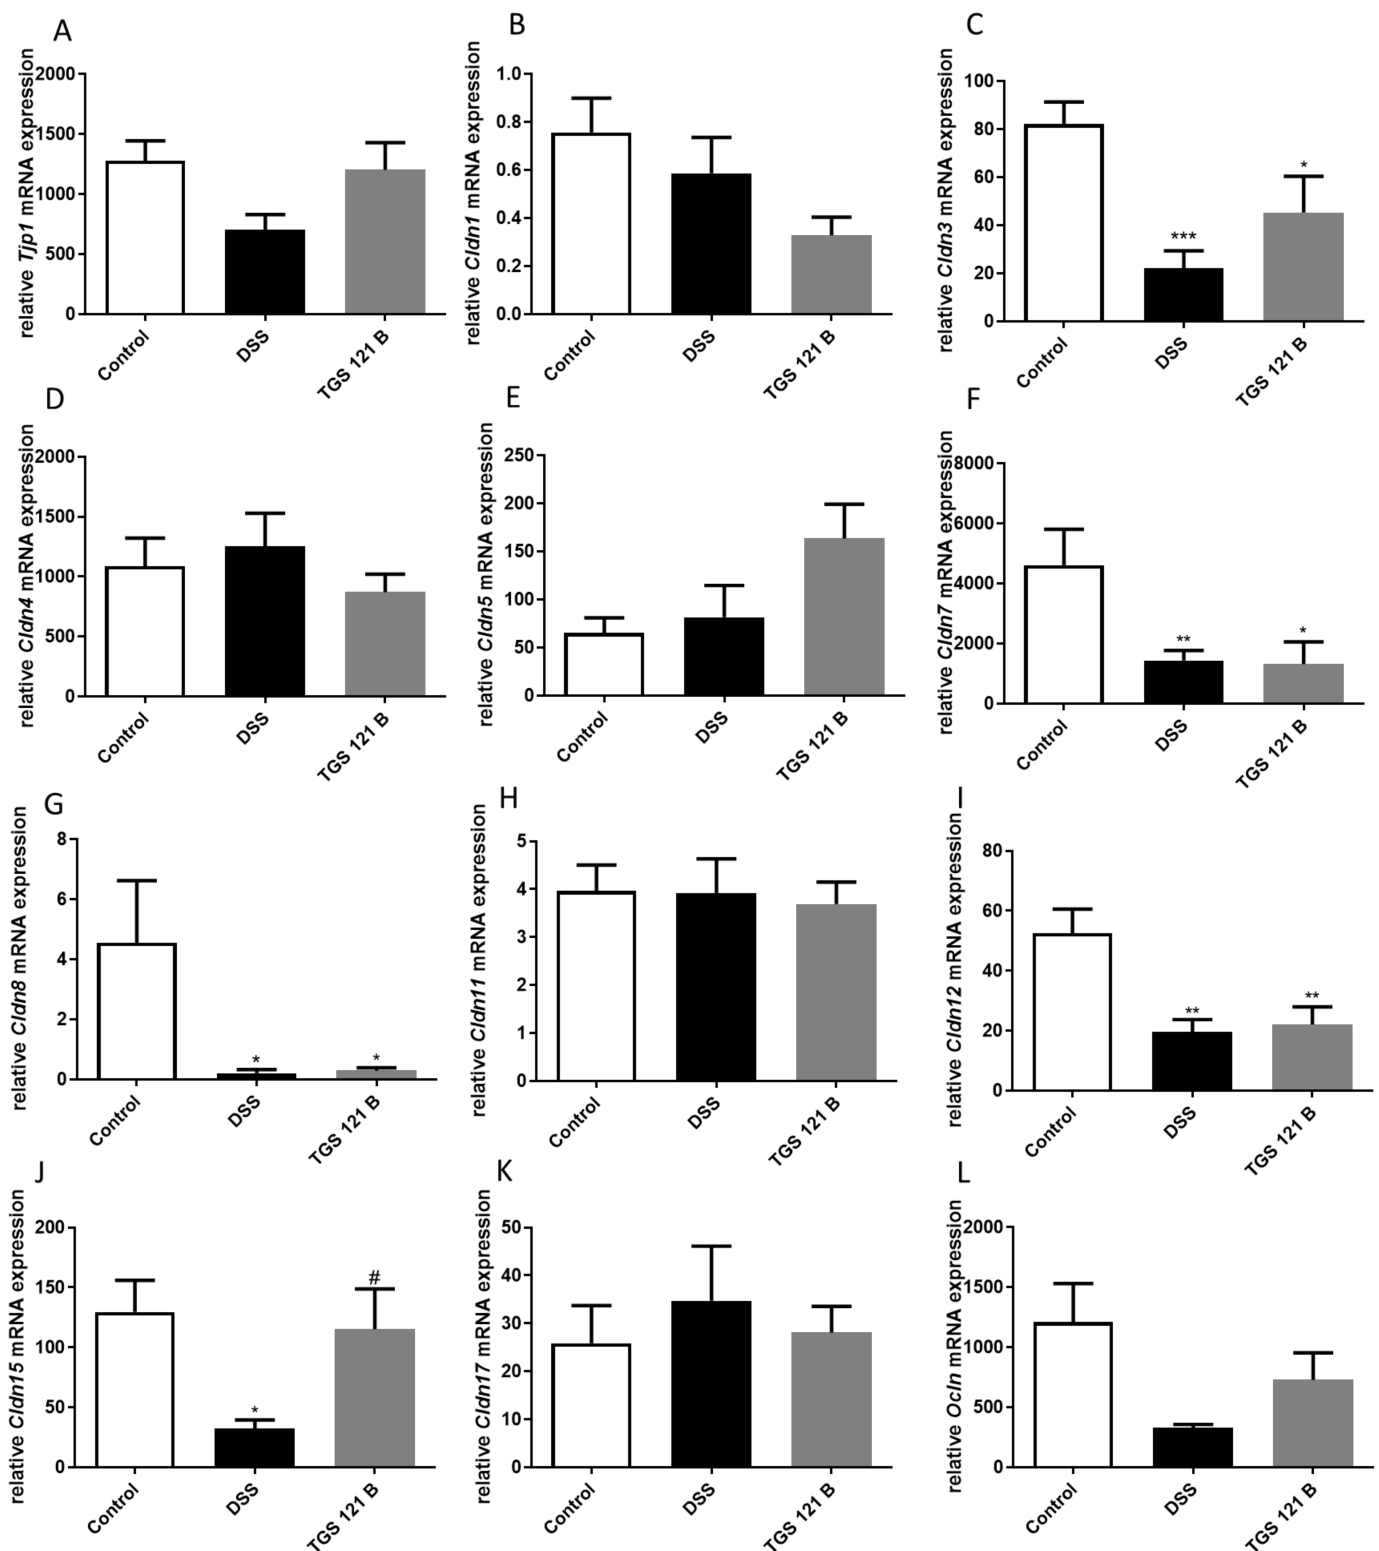 A
relative Tjp1 mRNA expression
2000
1500
1000
500
0
Control
DSS
TGS 121 B
B
relative Cldn1 mRNA expression
1.0
0.8
0.6
0.4
0.2
0.0
Control
DSS
TGS 121 B
C
relative Cldn3 mRNA expression
100
80
60
40
20
0
***
*
Control
DSS
TGS 121 B
D
relative Cldn4 mRNA expression
2000
1500
1000
500
0
Control
DSS
TGS 121 B
E
relative Cldn5 mRNA expression
250
200
150
100
50
0
Control
DSS
TGS 121 B
F
relative Cldn7 mRNA expression
8000
6000
4000
2000
0
**
*
Control
DSS
TGS 121 B
G
relative Cldn8 mRNA expression
8
6
4
2
0
*
*
Control
DSS
TGS 121 B
H
relative Cldn11 mRNA expression
5
4
3
2
1
0
Control
DSS
TGS 121 B
I
relative Cldn12 mRNA expression
80
60
40
20
0
**
**
Control
DSS
TGS 121 B
J
relative Cldn15 mRNA expression
200
150
100
50
0
*
#
Control
DSS
TGS 121 B
K
relative Cldn17 mRNA expression
50
40
30
20
10
0
Control
DSS
TGS 121 B
L
relative Ocln mRNA expression
2000
1500
1000
500
0
Control
DSS
TGS 121 B